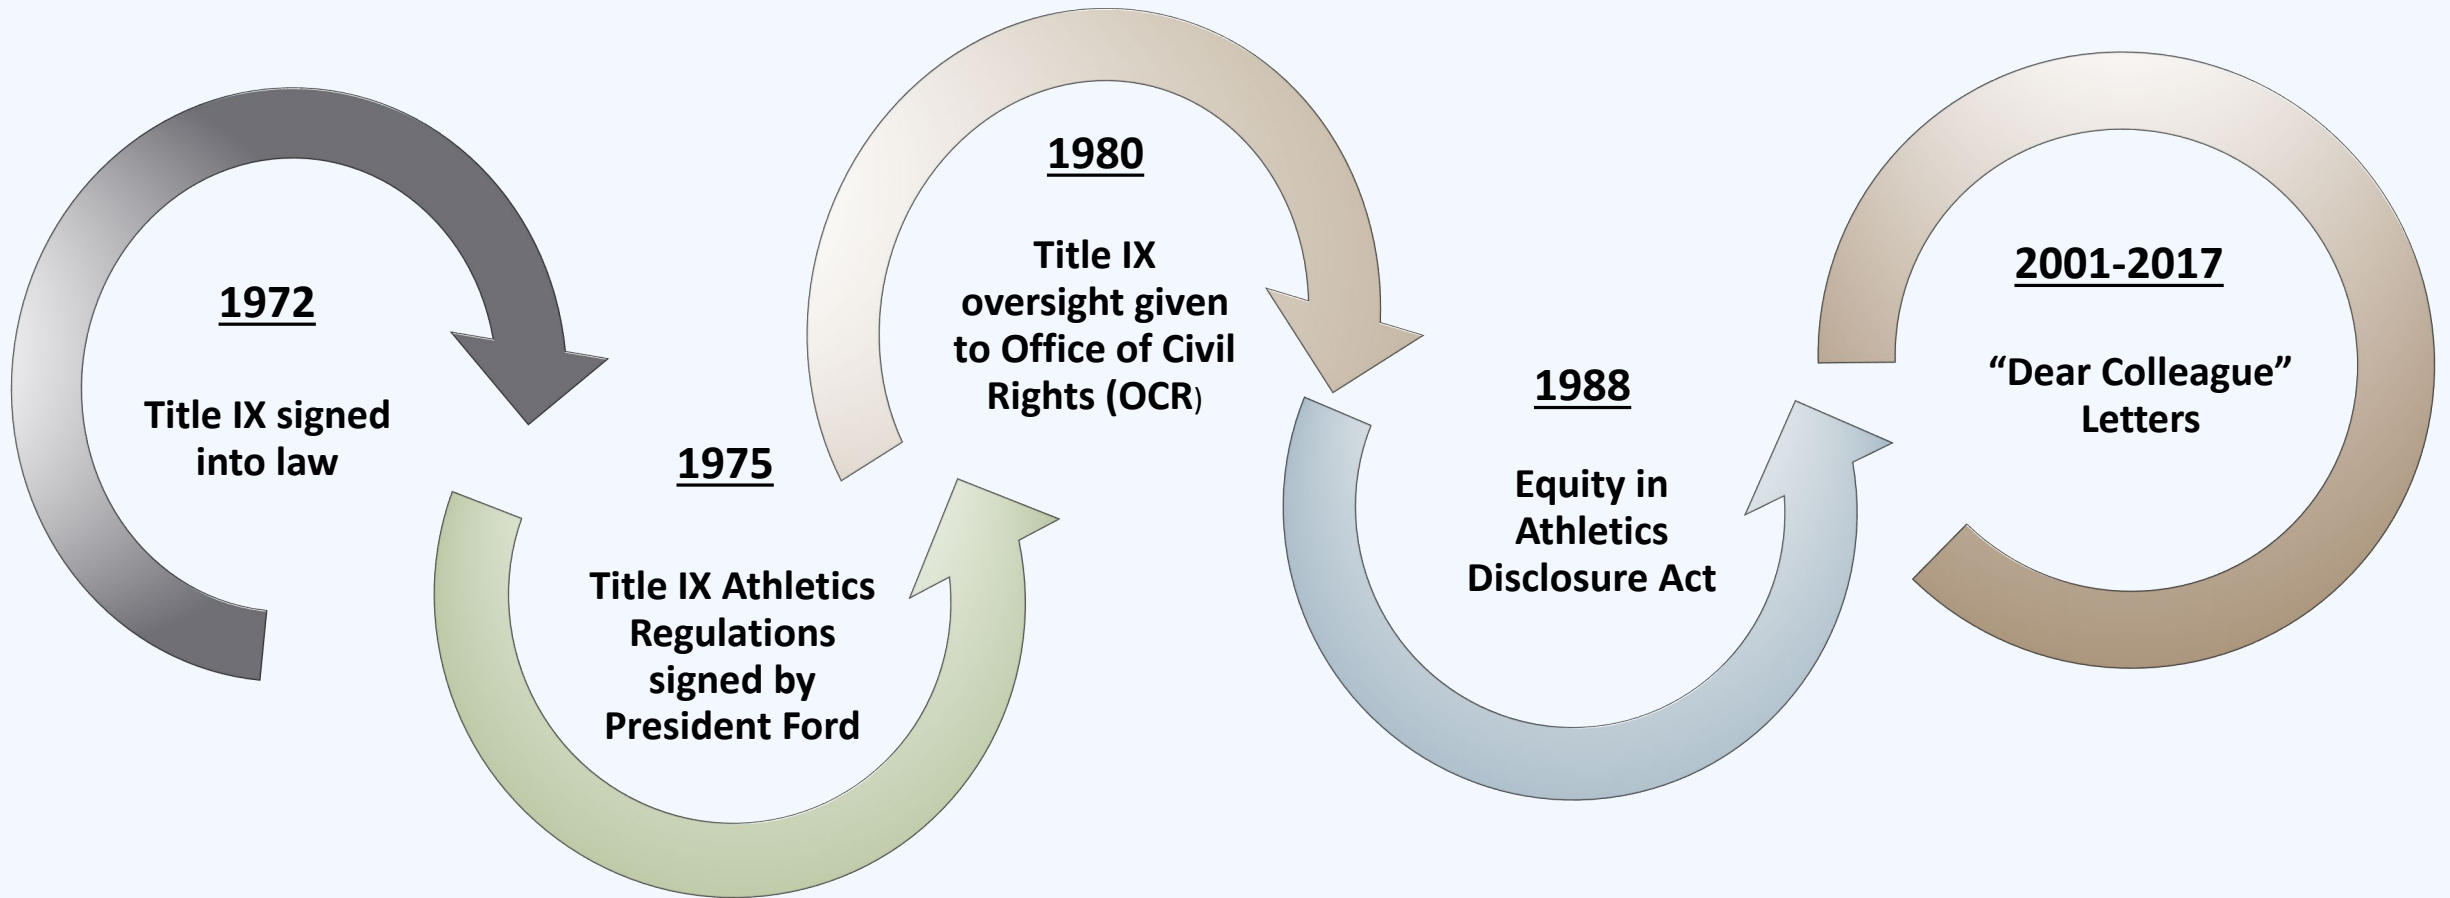 1972
Title IX signed
into law
1975
Title IX Athletics
Regulations
signed by
President Ford
1980
Title IX
oversight given
to Office of Civil
Rights (OCR)
1988
Equity in
Athletics
Disclosure Act
2001-2017
“Dear Colleague”
Letters